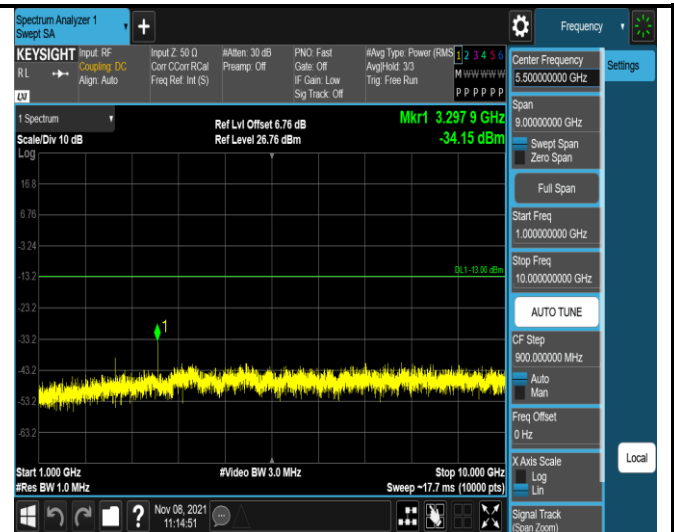 Spectrum Analyzer 1
Swept SA
+
Frequency
KEYSIGHT
RL
LXI
Input: RF
Coupling: DC
Align: Auto
Input Z: 50 Ω
Corr CCorr RCal
Freq Ref: Int (S)
#Atten: 30 dB
Preamp: Off
PNO: Fast
Gate: Off
IF Gain: Low
Sig Track: Off
#Avg Type: Power (RMS
Avg|Hold: 3/3
Trig: Free Run
1 2 3 4 5 6
M W W W W W
P P P P P P
1 Spectrum
Scale/Div 10 dB
Log
Ref Lvl Offset 6.76 dB
Ref Level 26.76 dBm
Mkr1 3.297 9 GHz
-34.15 dBm
16.8
6.76
-3.24
-13.2
-23.2
-33.2
-43.2
-53.2
-63.2
DL1 -13.00 dBm
1
Start 1.000 GHz
#Res BW 1.0 MHz
#Video BW 3.0 MHz
Stop 10.000 GHz
Sweep ~17.7 ms (10000 pts)
Nov 08, 2021
11:14:51
?
Center Frequency
5.500000000 GHz
Span
9.00000000 GHz
Swept Span
Zero Span
Full Span
Start Freq
1.000000000 GHz
Stop Freq
10.000000000 GHz
AUTO TUNE
CF Step
900.000000 MHz
Auto
Man
Freq Offset
0 Hz
X Axis Scale
Log
Lin
Signal Track
(Span Zoom)
Settings
Local